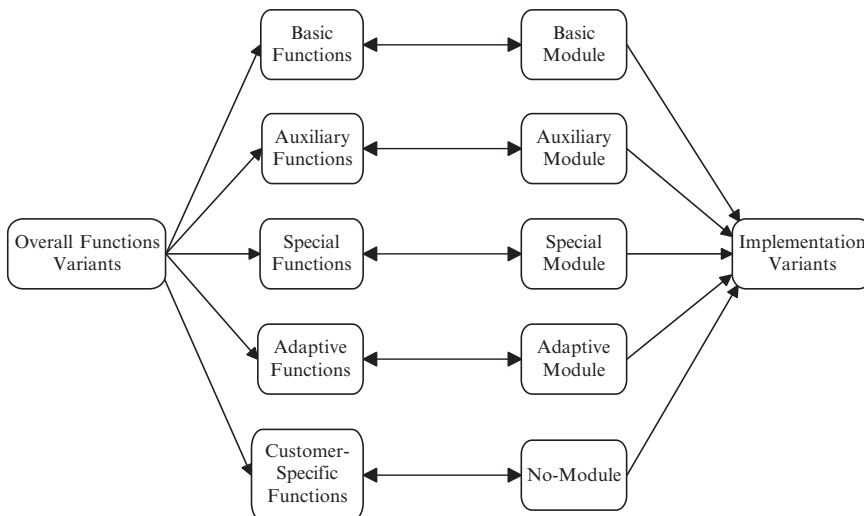 Basic
Functions
Basic
Module
Auxiliary
Functions
Auxiliary
Module
Overall Functions
Variants
Special
Functions
Special
Module
Implementation
Variants
Adaptive
Functions
Adaptive
Module
Customer-
Specific
Functions
No-Module